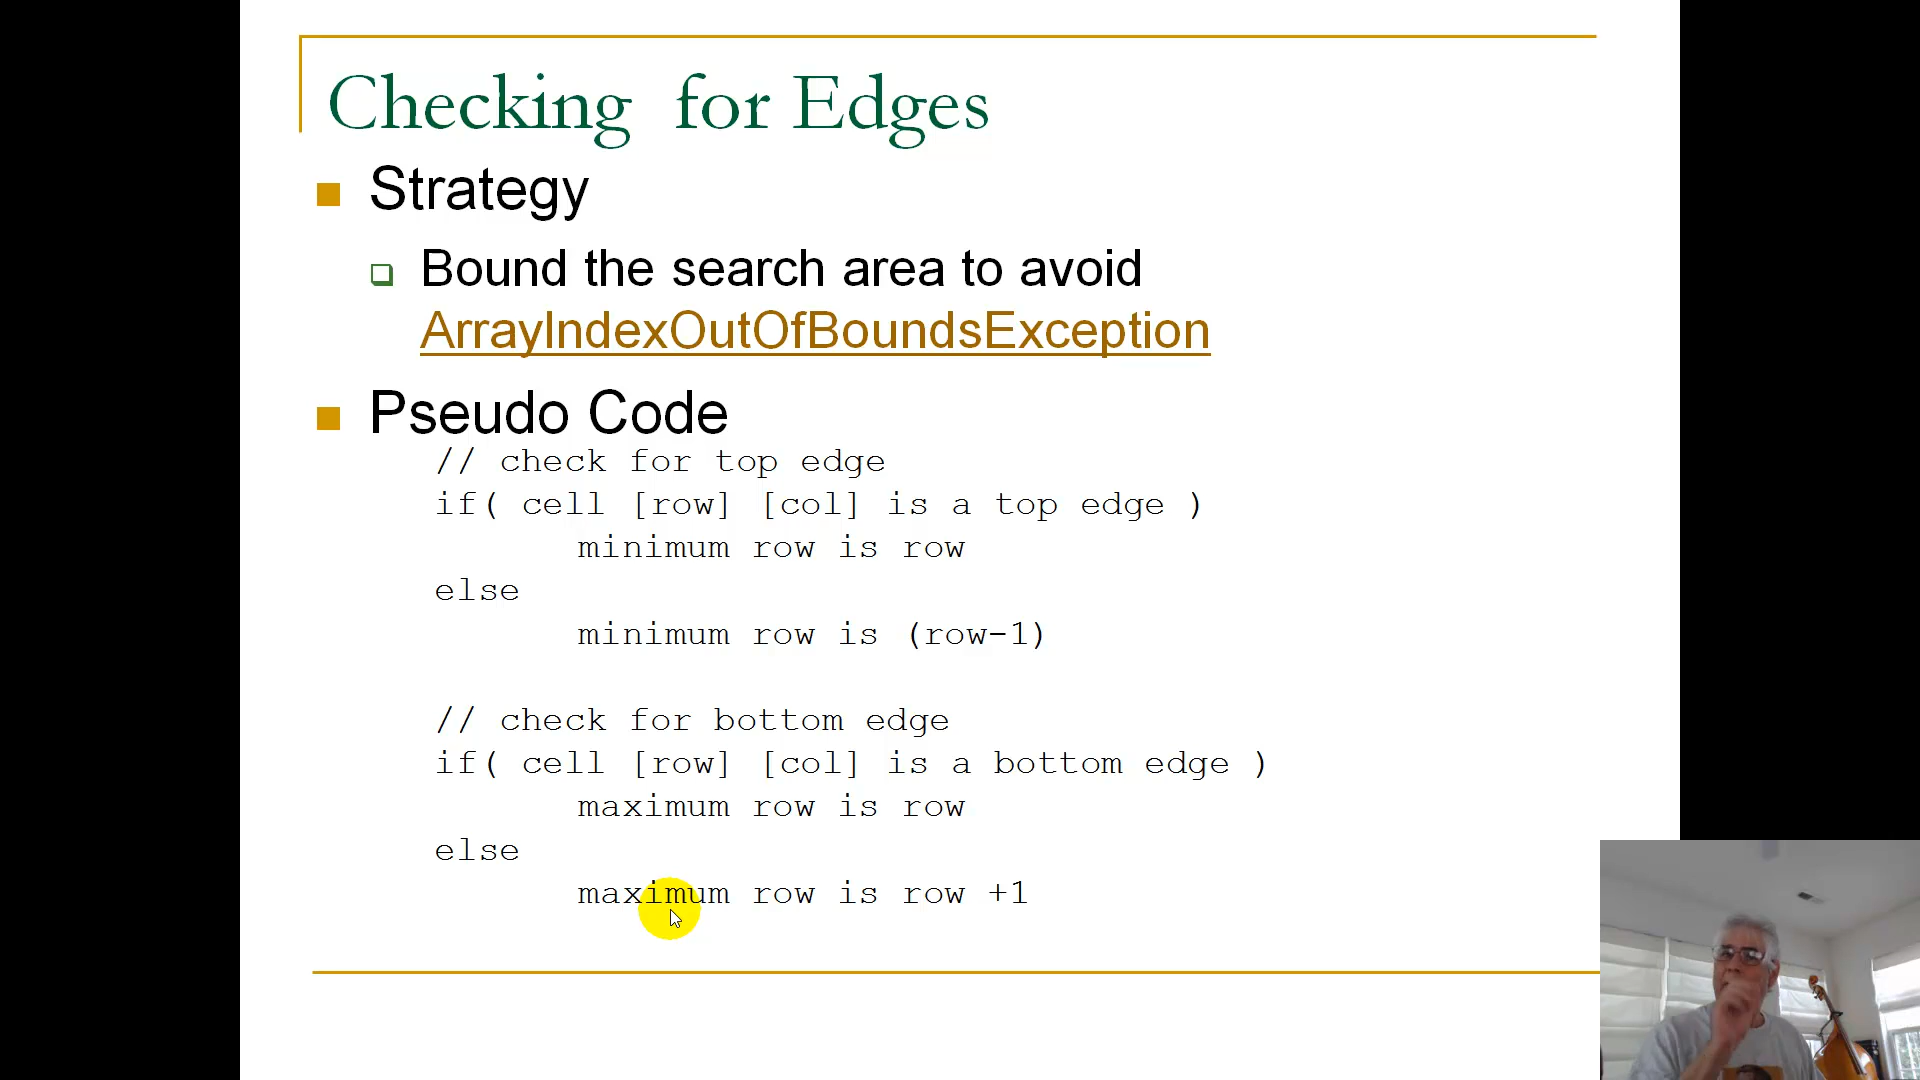 Checking for Edges
Strategy
Bound the search area to avoid
ArrayIndexOutOfBoundsException
Pseudo Code
// check for top edge
if( cell [row] [col] is a top edge )
minimum row is row
else
minimum row is (row-1)
// check for bottom edge
if( cell [row] [col] is a bottom edge )
maximum row is row
else
maximum row is row +1